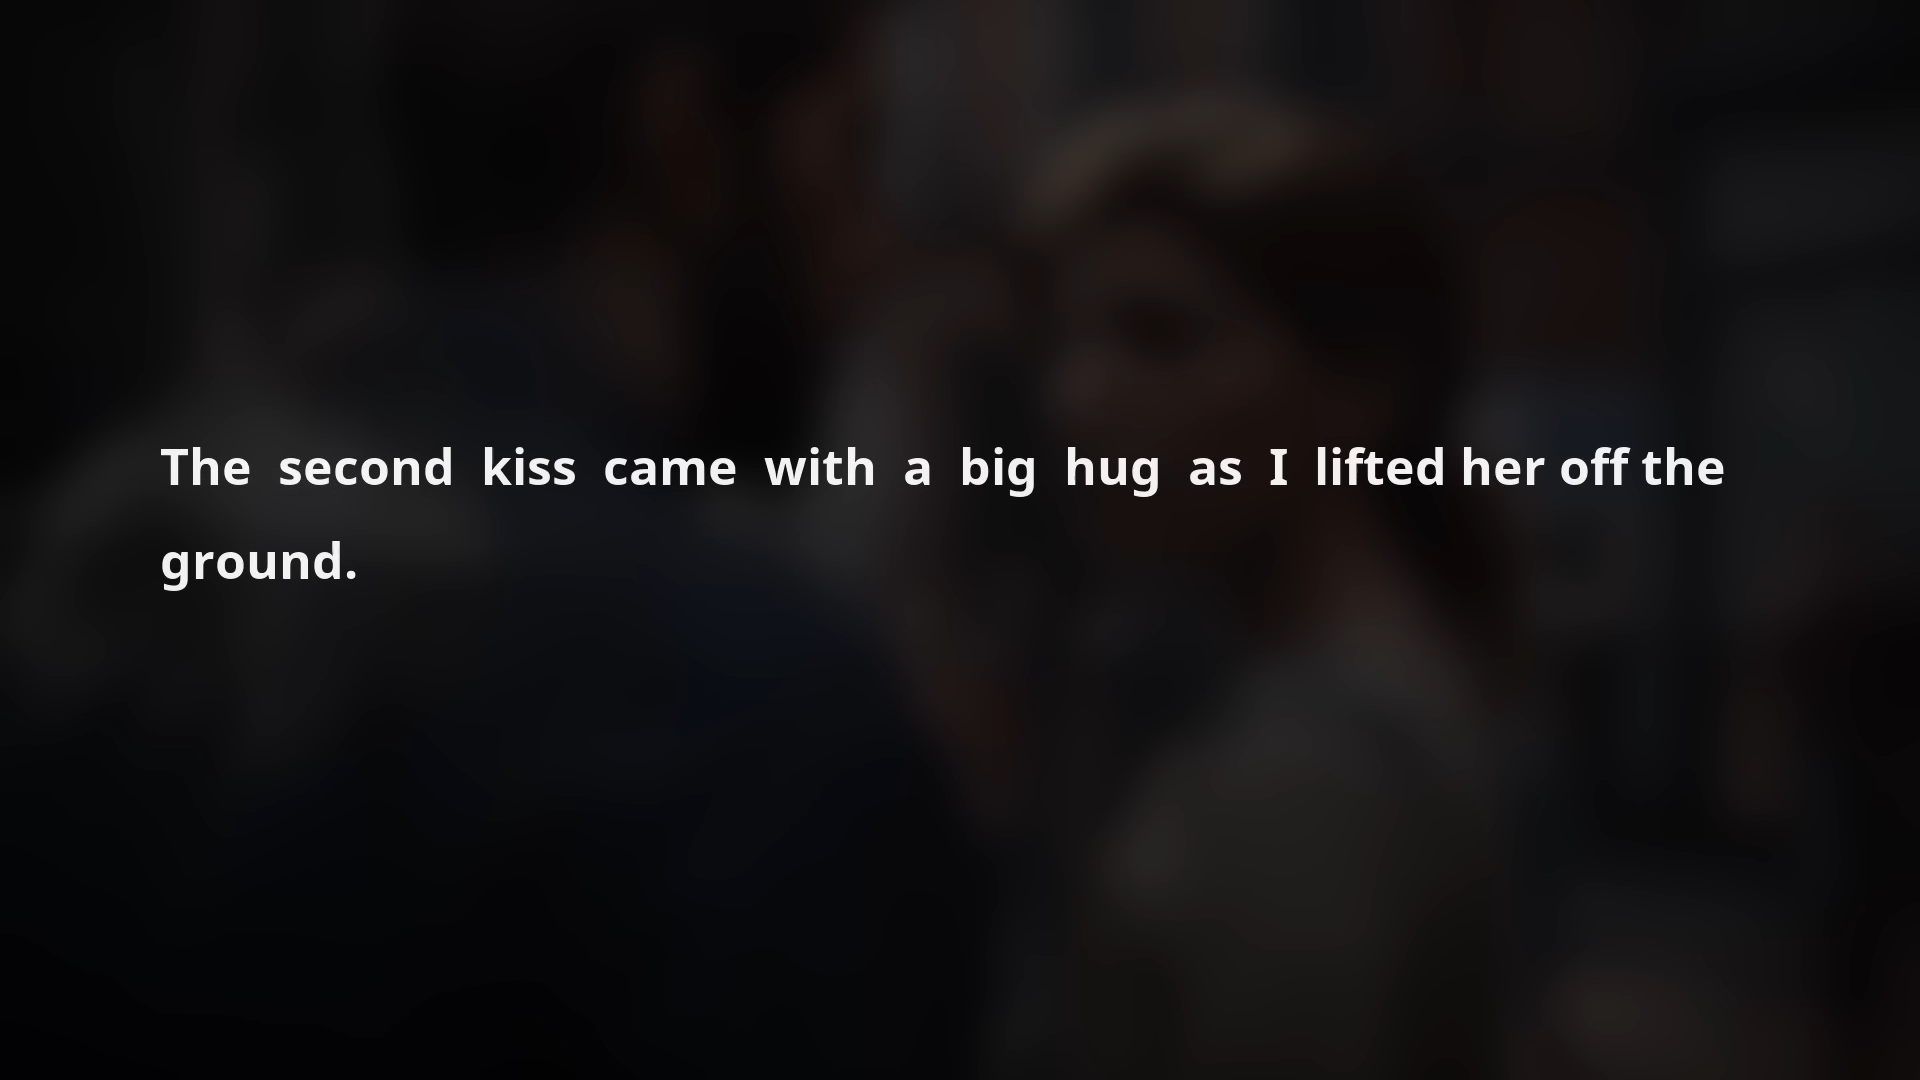 The second kiss came with a big hug as I lifted her off the
ground.